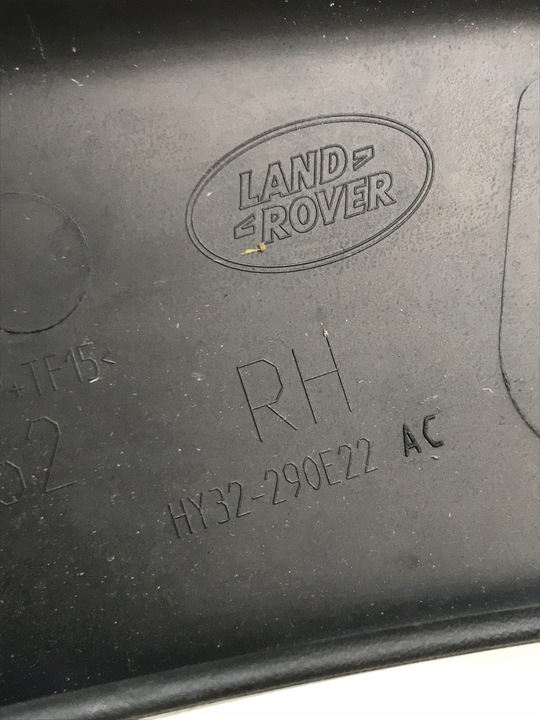 LAND
ROVER
+TF15<
RH
HY32-290E22 AC